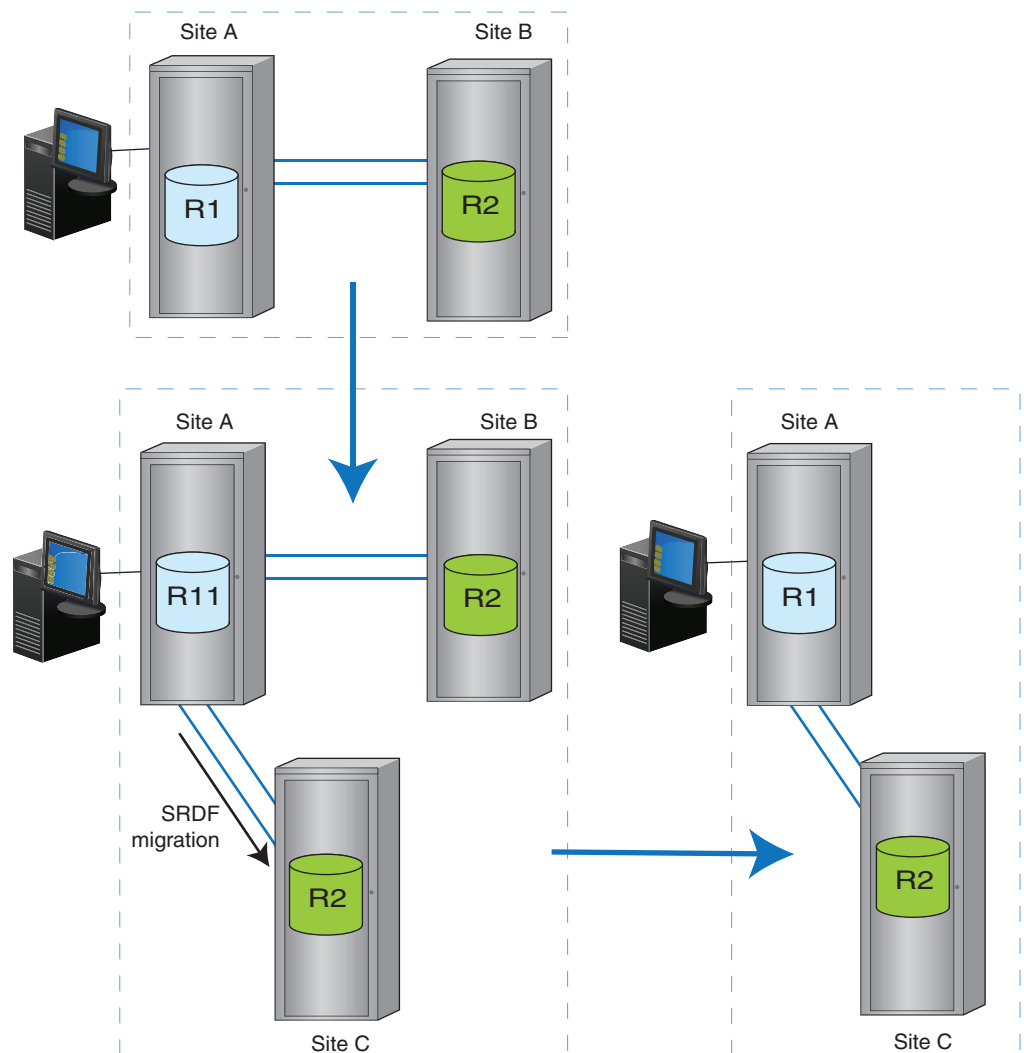 Site A
Site B
R1
R2
Site A
Site B
R11
R2
SRDF
migration
R2
Site C
Site A
R1
R2
Site C